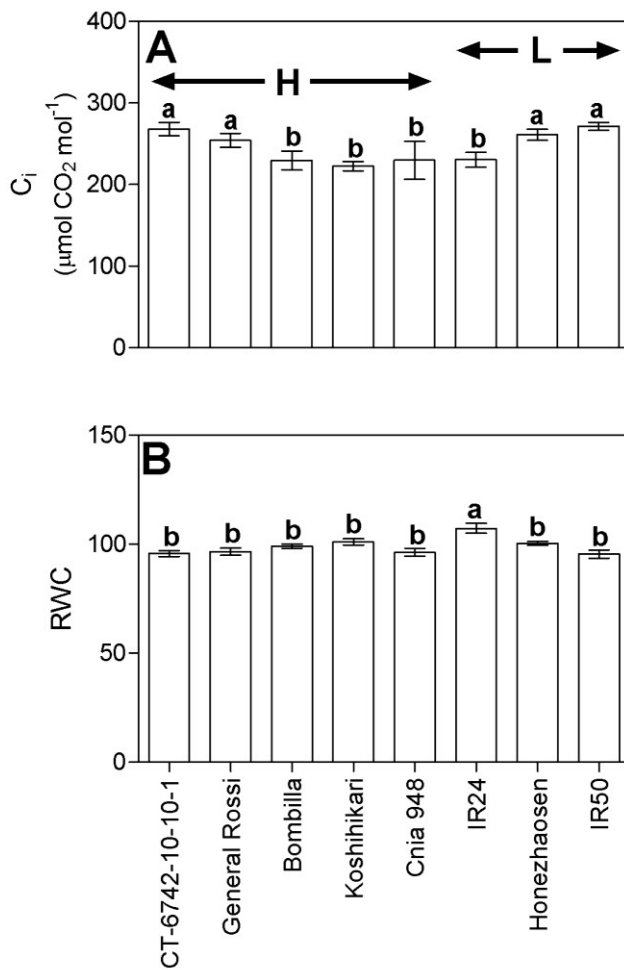 A
H
L
400
300
200
100
0
Cᵢ
(μmol CO₂ mol⁻¹)
a a b b b b a a
B
150
100
50
0
RWC
b b b b b a b b
CT-6742-10-10-1
General Rossi
Bombilla
Koshihikari
Cnia 948
IR24
Honezhaosen
IR50